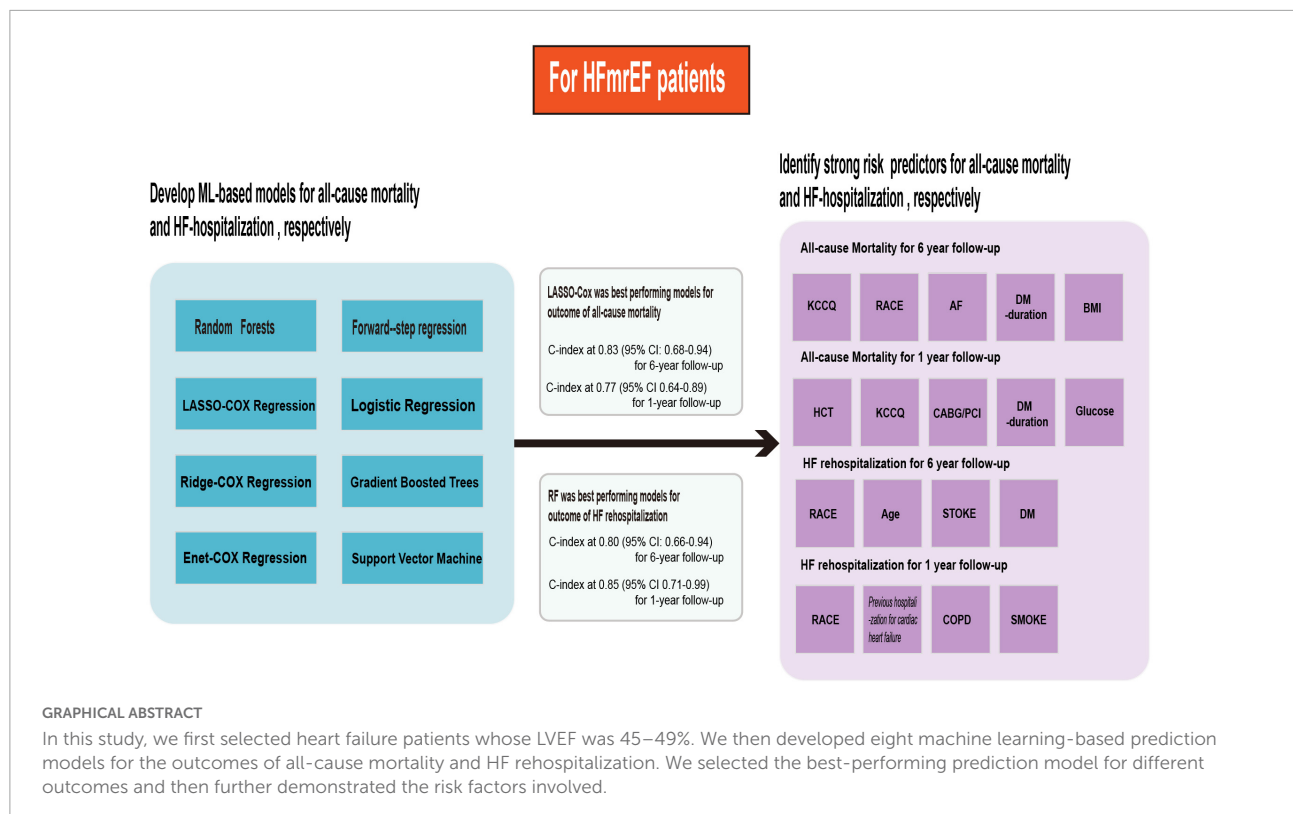 For HFmrEF patients
Develop ML-based models for all-cause mortality
and HF-hospitalization , respectively
Random Forests
Forward--step regression
LASSO-COX Regression
Logistic Regression
Ridge-COX Regression
Gradient Boosted Trees
Enet-COX Regression
Support Vector Machine
LASSO-Cox was best performing models for
outcome of all-cause mortality
C-index at 0.83 (95% CI: 0.68-0.94)
for 6-year follow-up
C-index at 0.77 (95% CI 0.64-0.89)
for 1-year follow-up
RF was best performing models for
outcome of HF rehospitalization
C-index at 0.80 (95% CI: 0.66-0.94)
for 6-year follow-up
C-index at 0.85 (95% CI 0.71-0.99)
for 1-year follow-up
Identify strong risk predictors for all-cause mortality
and HF-hospitalization , respectively
All-cause Mortality for 6 year follow-up
KCCQ
RACE
AF
DM
-duration
BMI
All-cause Mortality for 1 year follow-up
HCT
KCCQ
CABG/PCI
DM
-duration
Glucose
HF rehospitalization for 6 year follow-up
RACE
Age
STOKE
DM
HF rehospitalization for 1 year follow-up
RACE
Previous hospitali
-zation for cardiac
heart failure
COPD
SMOKE
GRAPHICAL ABSTRACT
In this study, we first selected heart failure patients whose LVEF was 45–49%. We then developed eight machine learning-based prediction
models for the outcomes of all-cause mortality and HF rehospitalization. We selected the best-performing prediction model for different
outcomes and then further demonstrated the risk factors involved.